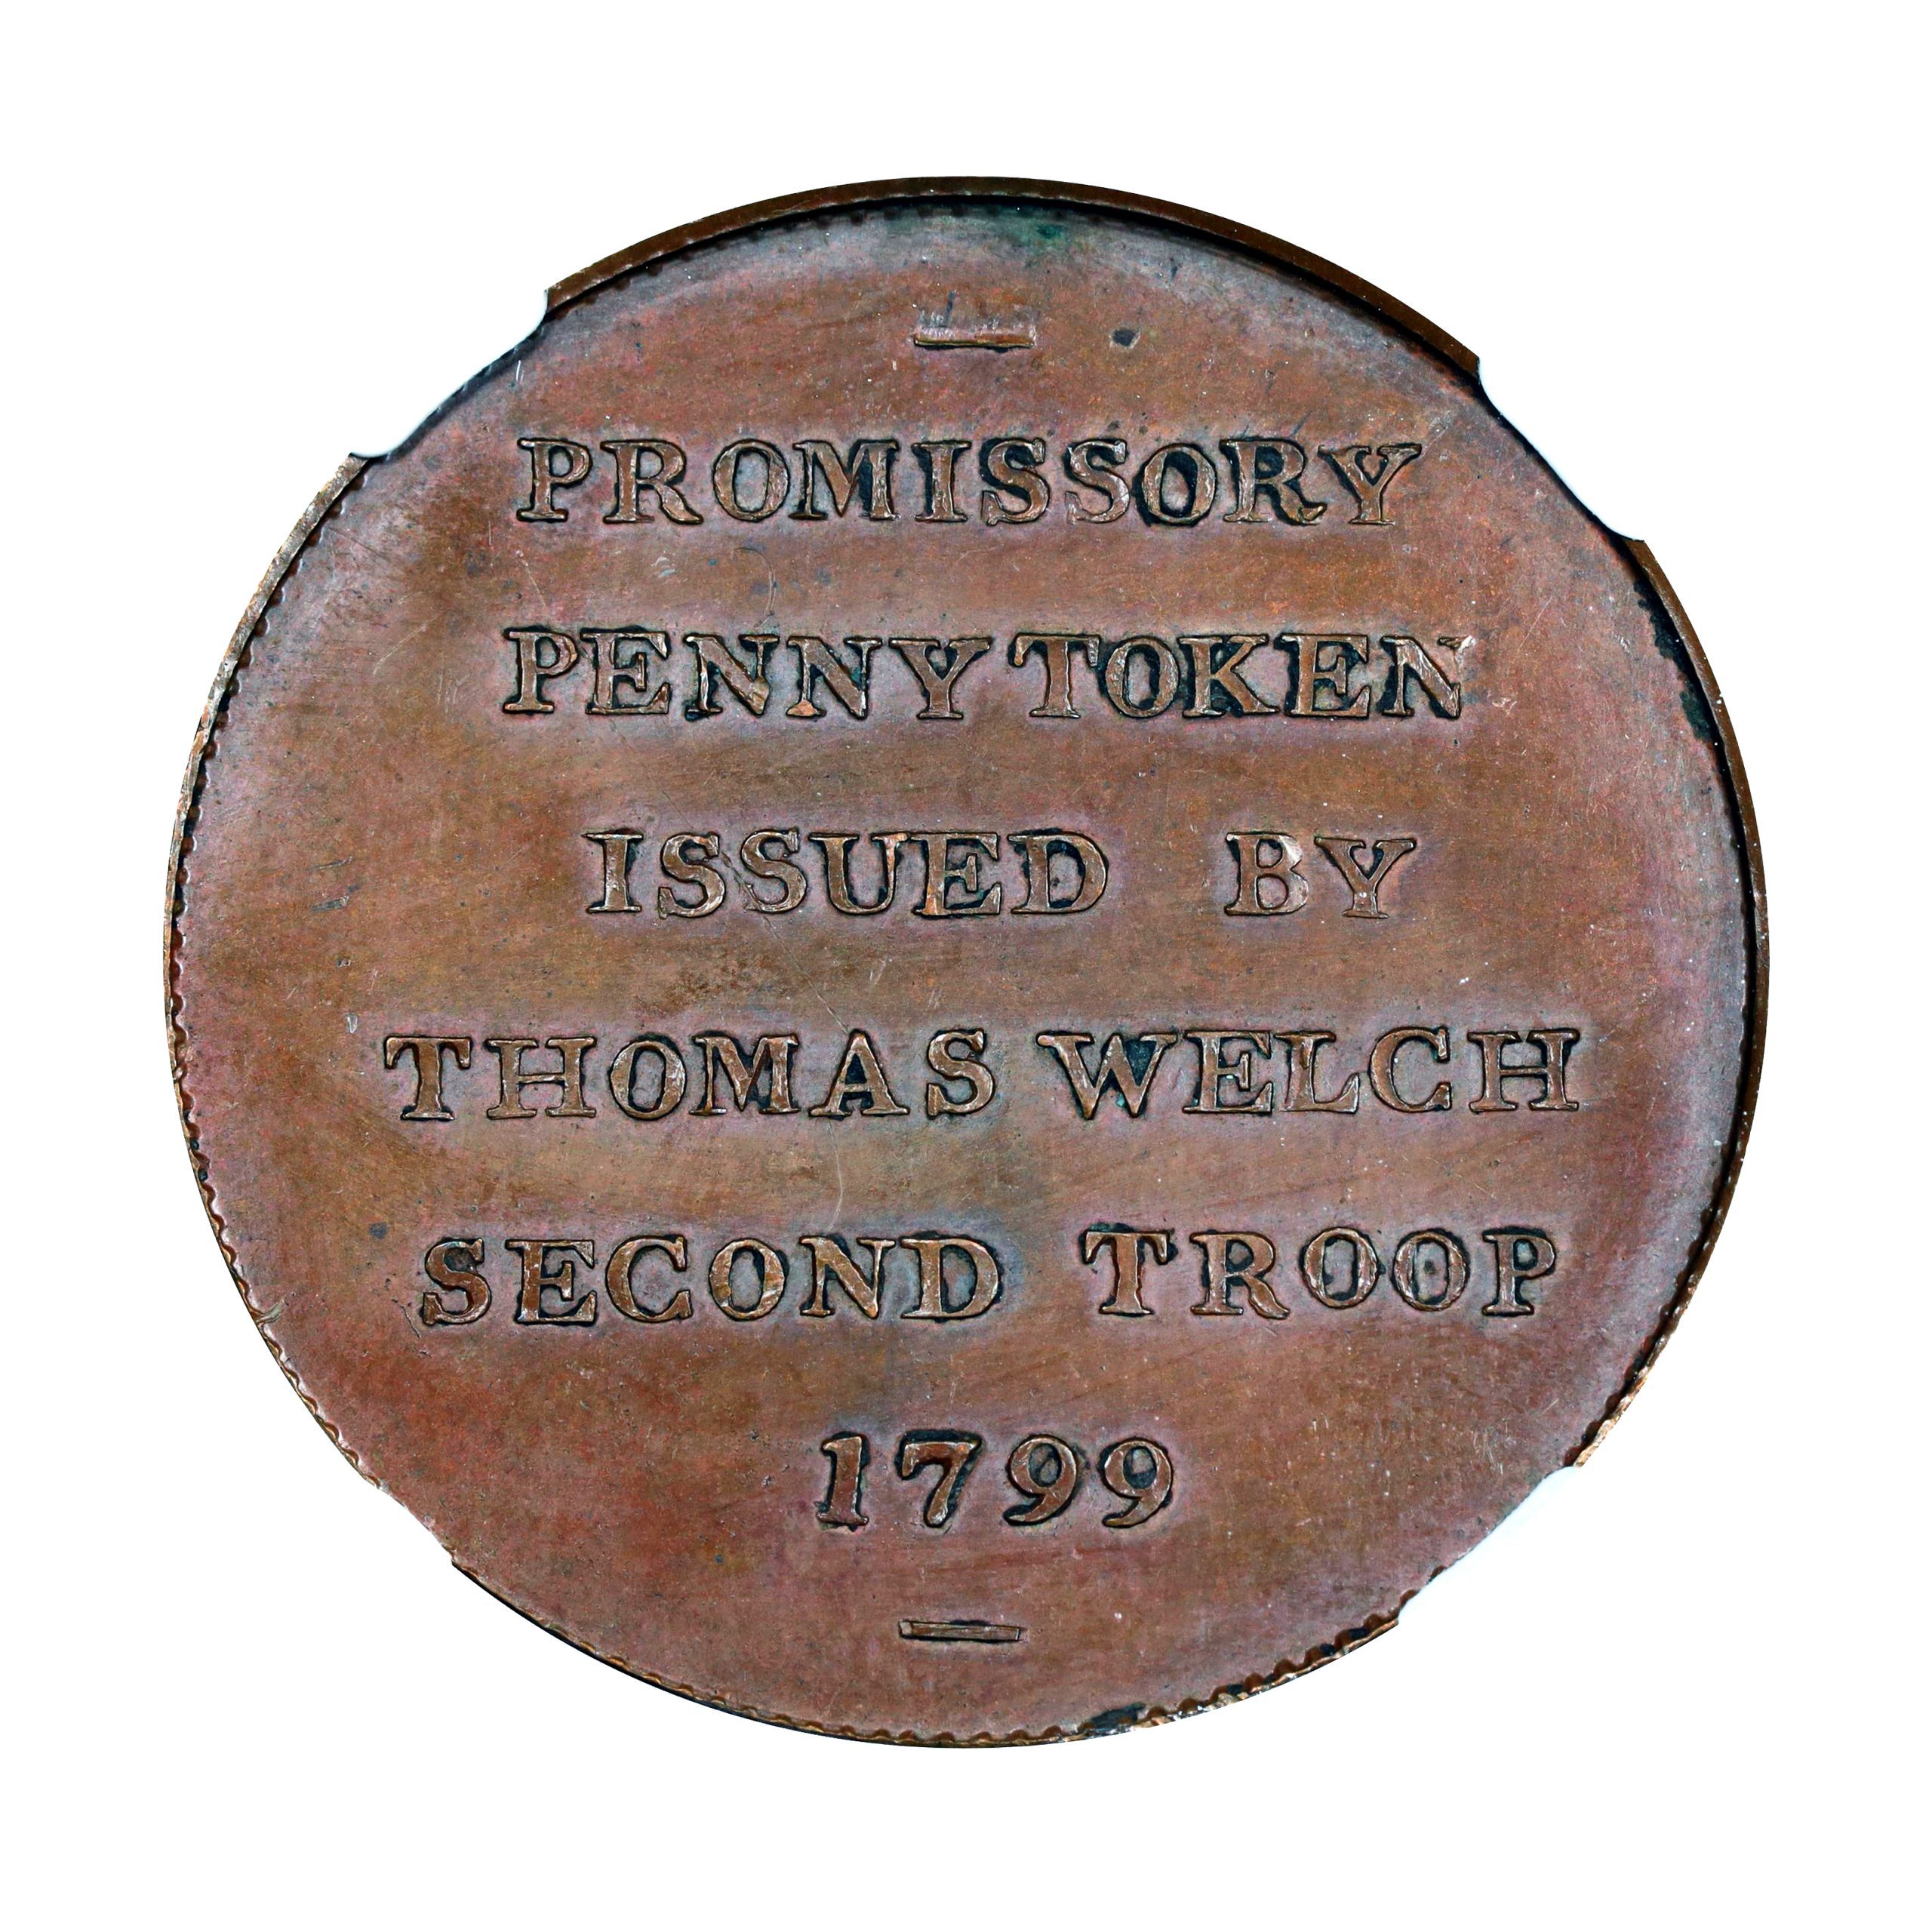 PROMISSORY
PENNY TOKEN
ISSUED BY
THOMAS WELCH
SECOND TROOP
1799